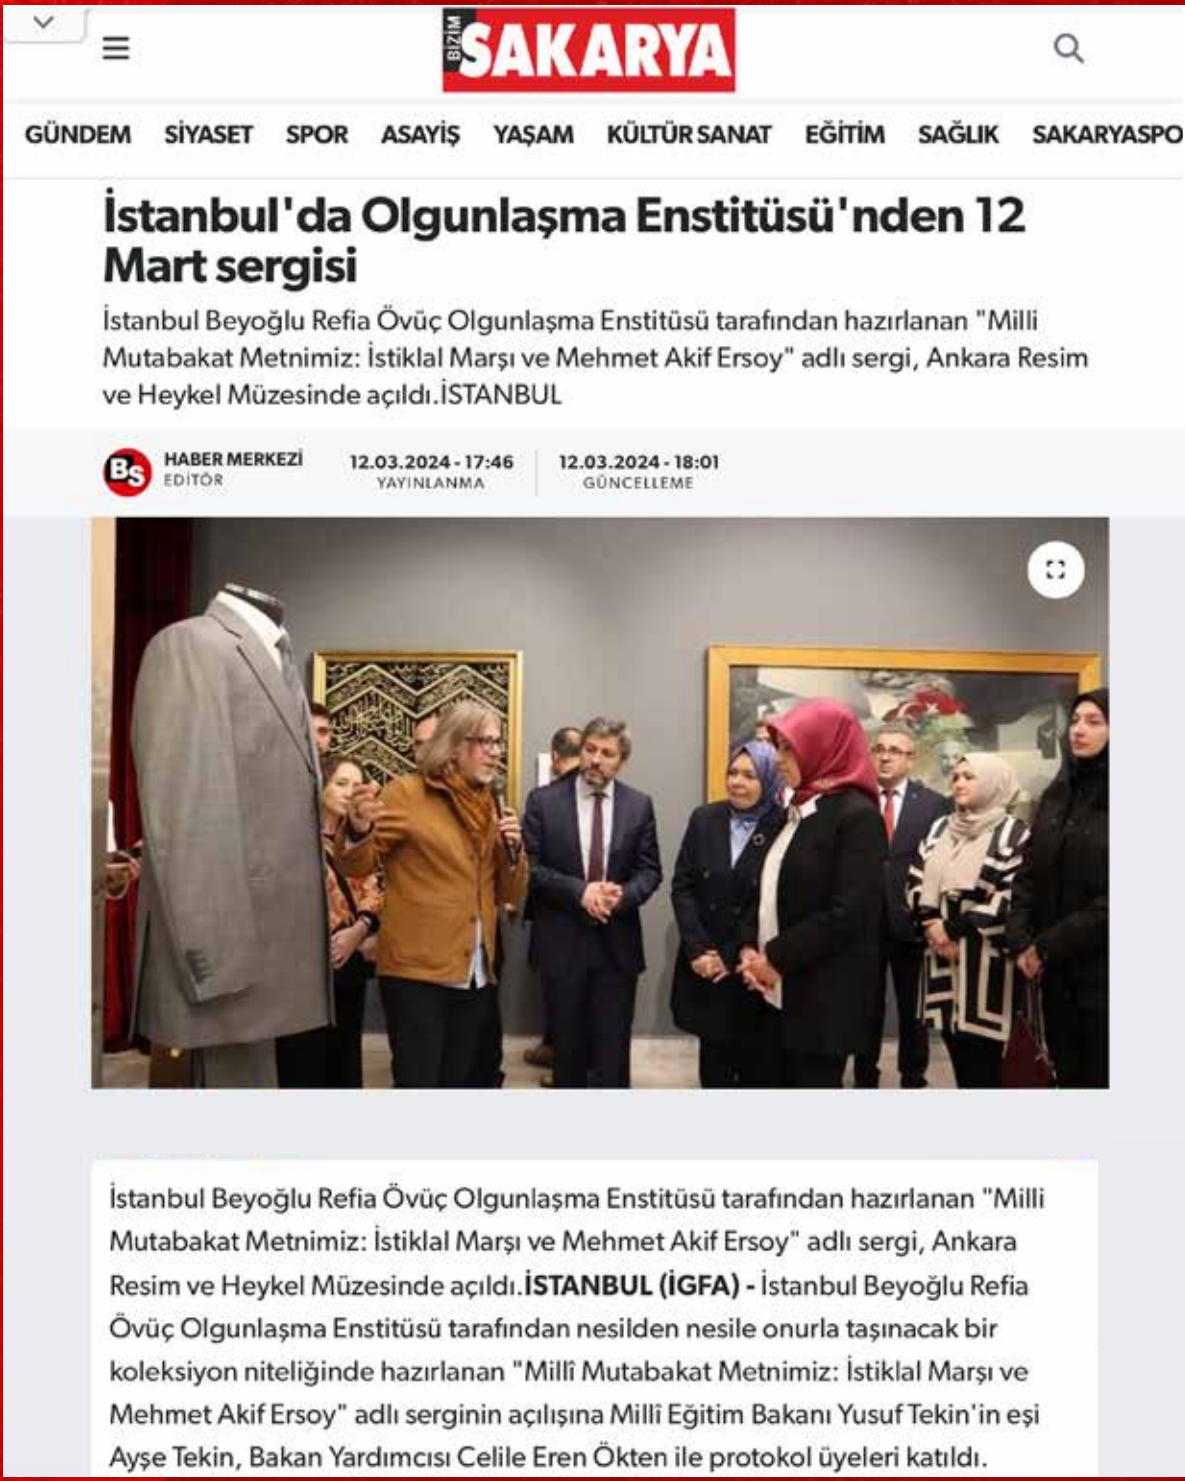 BİZİM SAKARYA
GÜNDEM SİYASET SPOR ASAYİŞ YAŞAM KÜLTÜR SANAT EĞİTİM SAĞLIK SAKARYASPO
İstanbul'da Olgunlaşma Enstitüsü'nden 12
Mart sergisi
İstanbul Beyoğlu Refia Övüç Olgunlaşma Enstitüsü tarafından hazırlanan "Milli
Mutabakat Metnimiz: İstiklal Marşı ve Mehmet Akif Ersoy" adlı sergi, Ankara Resim
ve Heykel Müzesinde açıldı.İSTANBUL
BS HABER MERKEZİ 12.03.2024 - 17:46 12.03.2024 - 18:01
EDİTÖR YAYINLANMA GÜNCELLEME
İstanbul Beyoğlu Refia Övüç Olgunlaşma Enstitüsü tarafından hazırlanan "Milli
Mutabakat Metnimiz: İstiklal Marşı ve Mehmet Akif Ersoy" adlı sergi, Ankara
Resim ve Heykel Müzesinde açıldı.İSTANBUL (İGFA) - İstanbul Beyoğlu Refia
Övüç Olgunlaşma Enstitüsü tarafından nesilden nesile onurla taşınacak bir
koleksiyon niteliğinde hazırlanan "Millî Mutabakat Metnimiz: İstiklal Marşı ve
Mehmet Akif Ersoy" adlı serginin açılışına Millî Eğitim Bakanı Yusuf Tekin'in eşi
Ayşe Tekin, Bakan Yardımcısı Celile Eren Ökten ile protokol üyeleri katıldı.